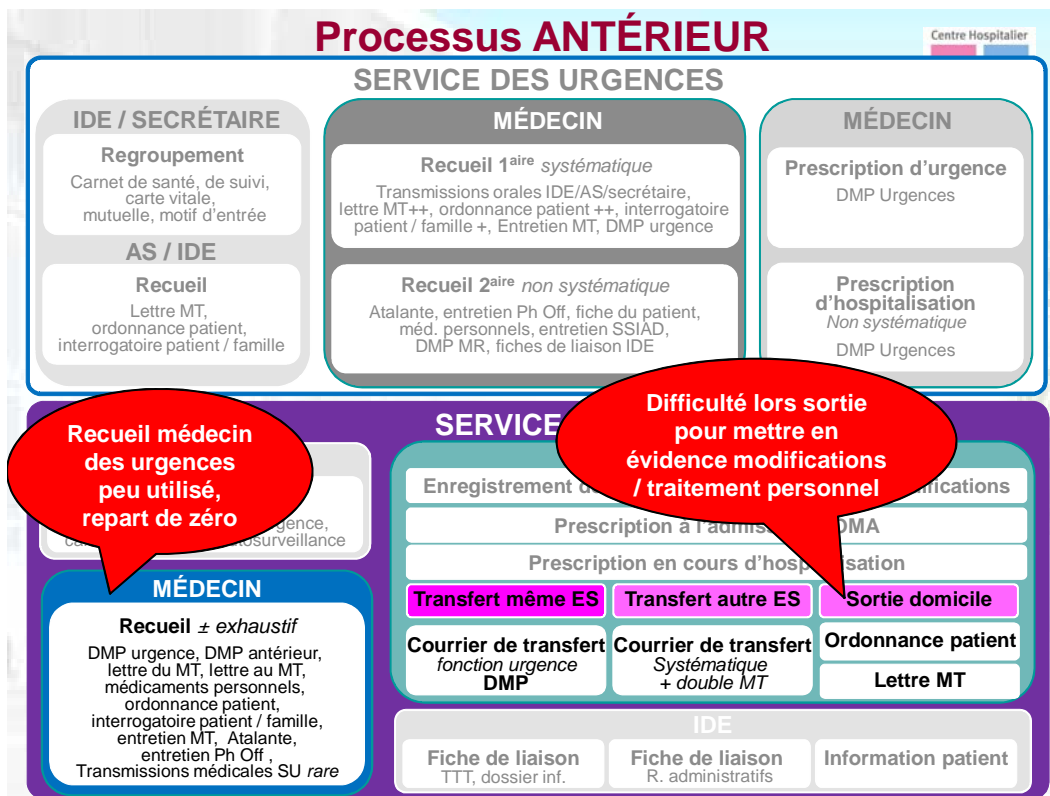 Processus ANTÉRIEUR
Centre Hospitalier
SERVICE DES URGENCES
IDE / SECRÉTAIRE
Regroupement
Carnet de santé, de suivi,
carte vitale,
mutuelle, motif d'entrée
AS / IDE
Recueil
Lettre MT,
ordonnance patient,
interrogatoire patient / famille
MÉDECIN
Recueil 1aire systématique
Transmissions orales IDE/AS/secrétaire,
lettre MT++, ordonnance patient ++, interrogatoire
patient / famille +, Entretien MT, DMP urgence
Recueil 2aire non systématique
Atalante, entretien Ph Off, fiche du patient,
méd. personnels, entretien SSIAD,
DMP MR, fiches de liaison IDE
MÉDECIN
Prescription d'urgence
DMP Urgences
Prescription
d'hospitalisation
Non systématique
DMP Urgences
Recueil médecin
des urgences
peu utilisé,
repart de zéro
Difficulté lors sortie
pour mettre en
évidence modifications
/ traitement personnel
SERVICE
MÉDECIN
Recueil ± exhaustif
DMP urgence, DMP antérieur,
lettre du MT, lettre au MT,
médicaments personnels,
ordonnance patient,
interrogatoire patient / famille,
entretien MT, Atalante,
entretien Ph Off ,
Transmissions médicales SU rare
Enregistrement
Prescription à l'admission
Prescription en cours d'hospitalisation
Transfert même ES
Transfert autre ES
Sortie domicile
Courrier de transfert
fonction urgence
DMP
Courrier de transfert
Systématique
+ double MT
Ordonnance patient
Lettre MT
IDE
Fiche de liaison
TTT, dossier inf.
Fiche de liaison
R. administratifs
Information patient